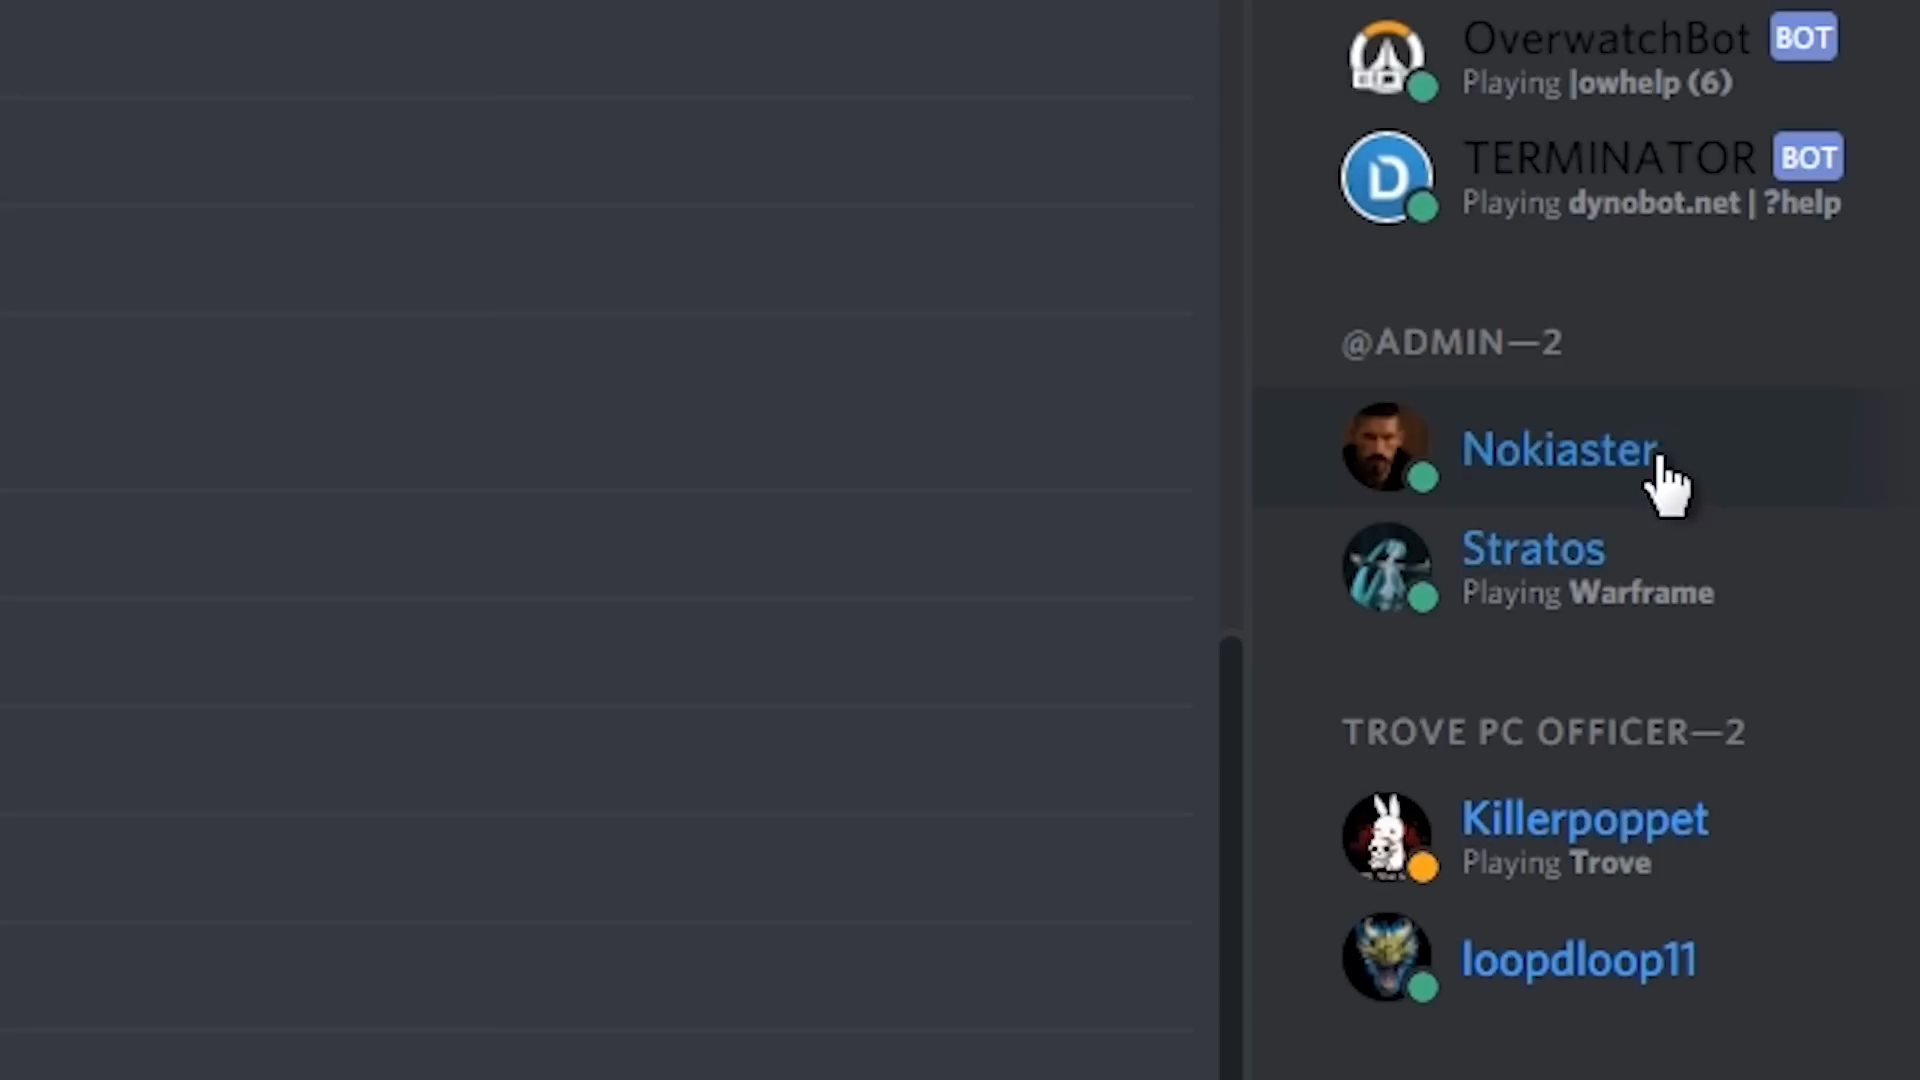 OverwatchBot BOT
Playing |owhelp (6)
TERMINATOR BOT
Playing dynobot.net | ?help
@ADMIN—2
Nokiaster
Stratos
Playing Warframe
TROVE PC OFFICER—2
Killerpoppet
Playing Trove
loopdloop11